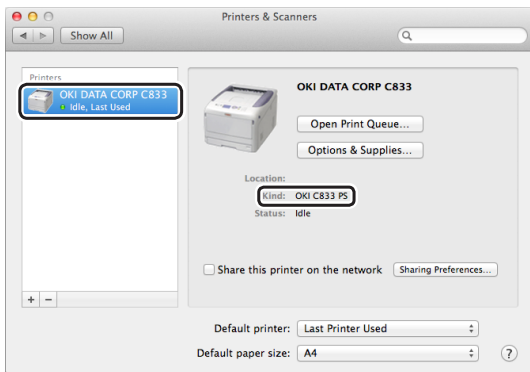 Printers & Scanners
Show All
Printers
OKI DATA CORP C833
Idle, Last Used
OKI DATA CORP C833
Open Print Queue...
Options & Supplies...
Location:
Kind: OKI C833 PS
Status: Idle
Share this printer on the network Sharing Preferences...
+ −
Default printer: Last Printer Used
Default paper size: A4 ?